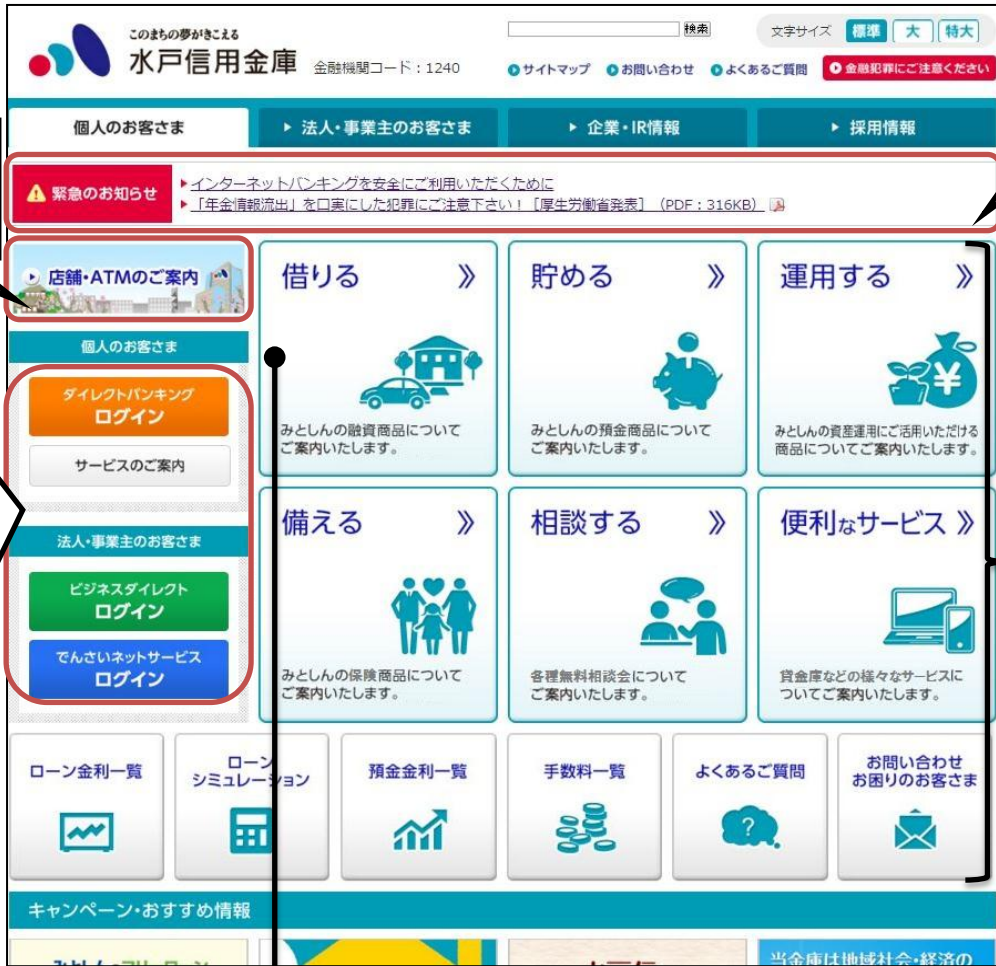 このまちの夢がきこえる
水戸信用金庫 金融機関コード：1240
検索
文字サイズ 標準 大 特大
サイトマップ お問い合わせ よくあるご質問 金融犯罪にご注意ください
個人のお客さま
法人・事業主のお客さま
企業・IR情報
採用情報
緊急のお知らせ
インターネットバンキングを安全にご利用いただくために
「年金情報流出」を口実にした犯罪にご注意下さい！［厚生労働省発表］（PDF：316KB）
店舗・ATMのご案内
個人のお客さま
ダイレクトバンキング
ログイン
サービスのご案内
法人・事業主のお客さま
ビジネスダイレクト
ログイン
でんさいネットサービス
ログイン
借りる 》
みとしんの融資商品について
ご案内いたします。
貯める 》
みとしんの預金商品について
ご案内いたします。
運用する 》
みとしんの資産運用にご活用いただける
商品についてご案内いたします。
備える 》
みとしんの保険商品について
ご案内いたします。
相談する 》
各種無料相談会について
ご案内いたします。
便利なサービス 》
貸金庫などの様々なサービスに
ついてご案内いたします。
ローン金利一覧
ローン
シミュレーション
預金金利一覧
手数料一覧
よくあるご質問
お問い合わせ
お困りのお客さま
キャンペーン・おすすめ情報
当金庫は地域社会・経済の